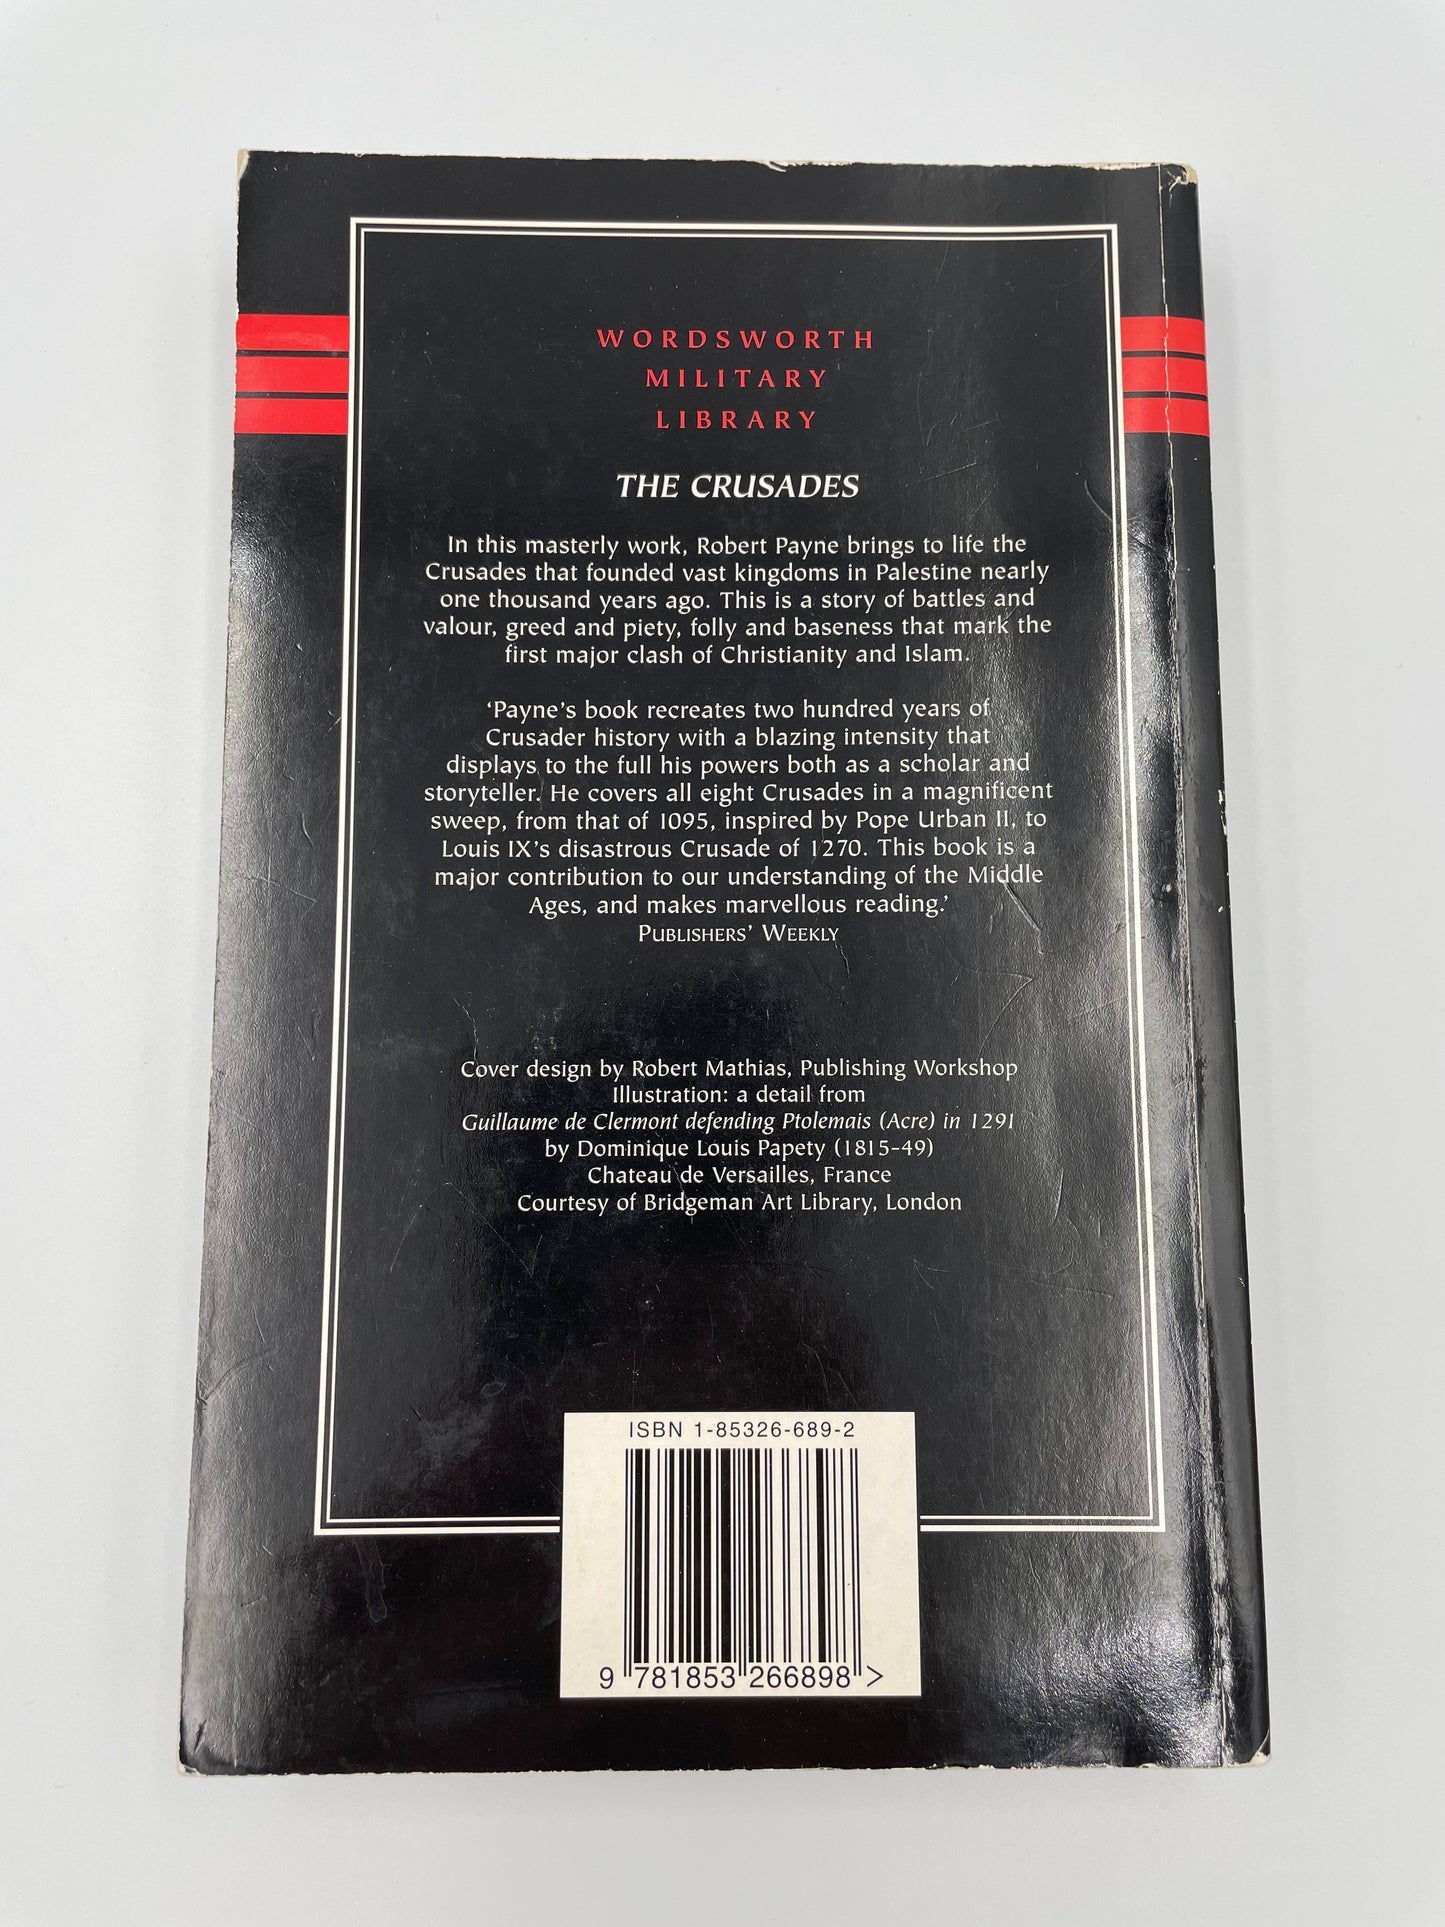 WORDSWORTH
MILITARY
LIBRARY
THE CRUSADES
In this masterly work, Robert Payne brings to life the
Crusades that founded vast kingdoms in Palestine nearly
one thousand years ago. This is a story of battles and
valour, greed and piety, folly and baseness that mark the
first major clash of Christianity and Islam.
‘Payne’s book recreates two hundred years of
Crusader history with a blazing intensity that
displays to the full his powers both as a scholar and
storyteller. He covers all eight Crusades in a magnificent
sweep, from that of 1095, inspired by Pope Urban II, to
Louis IX’s disastrous Crusade of 1270. This book is a
major contribution to our understanding of the Middle
Ages, and makes marvellous reading.’
PUBLISHERS’ WEEKLY
Cover design by Robert Mathias, Publishing Workshop
Illustration: a detail from
Guillaume de Clermont defending Ptolemais (Acre) in 1291
by Dominique Louis Papety (1815-49)
Chateau de Versailles, France
Courtesy of Bridgeman Art Library, London
ISBN 1-85326-689-2
9 781853 266898 >